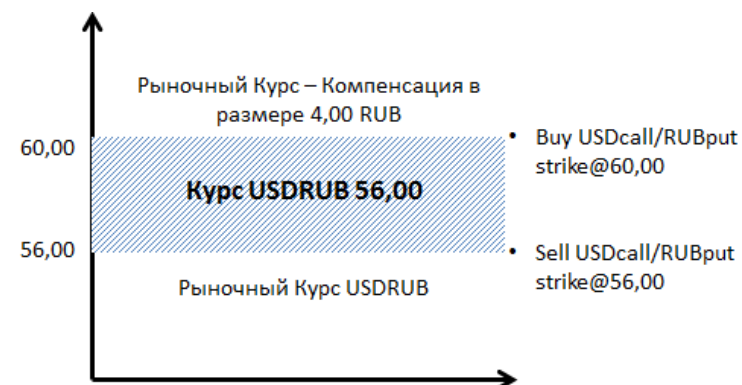 Рыночный Курс – Компенсация в
размере 4,00 RUB
60,00
• Buy USDcall/RUBput
strike@60,00
Курс USDRUB 56,00
56,00
• Sell USDcall/RUBput
strike@56,00
Рыночный Курс USDRUB